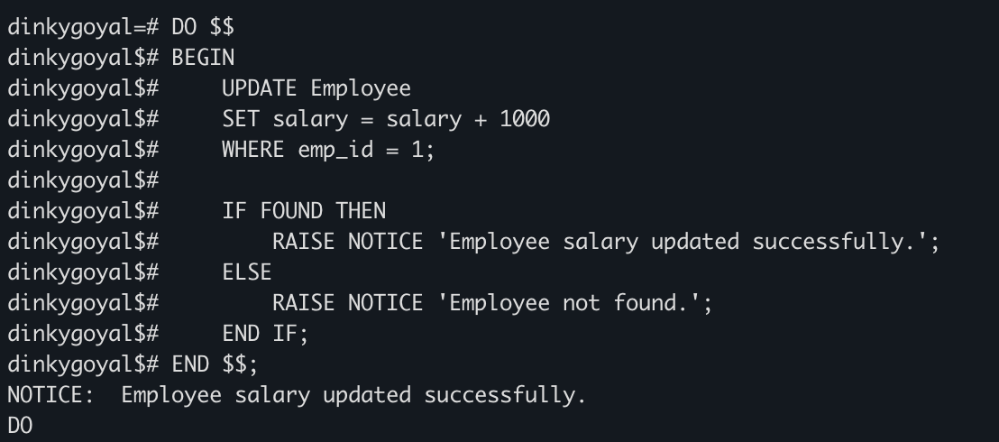 dinkygoyal=# DO $$
dinkygoyal$# BEGIN
dinkygoyal$#     UPDATE Employee
dinkygoyal$#     SET salary = salary + 1000
dinkygoyal$#     WHERE emp_id = 1;
dinkygoyal$#
dinkygoyal$#     IF FOUND THEN
dinkygoyal$#         RAISE NOTICE 'Employee salary updated successfully.';
dinkygoyal$#     ELSE
dinkygoyal$#         RAISE NOTICE 'Employee not found.';
dinkygoyal$#     END IF;
dinkygoyal$# END $$;
NOTICE:  Employee salary updated successfully.
DO